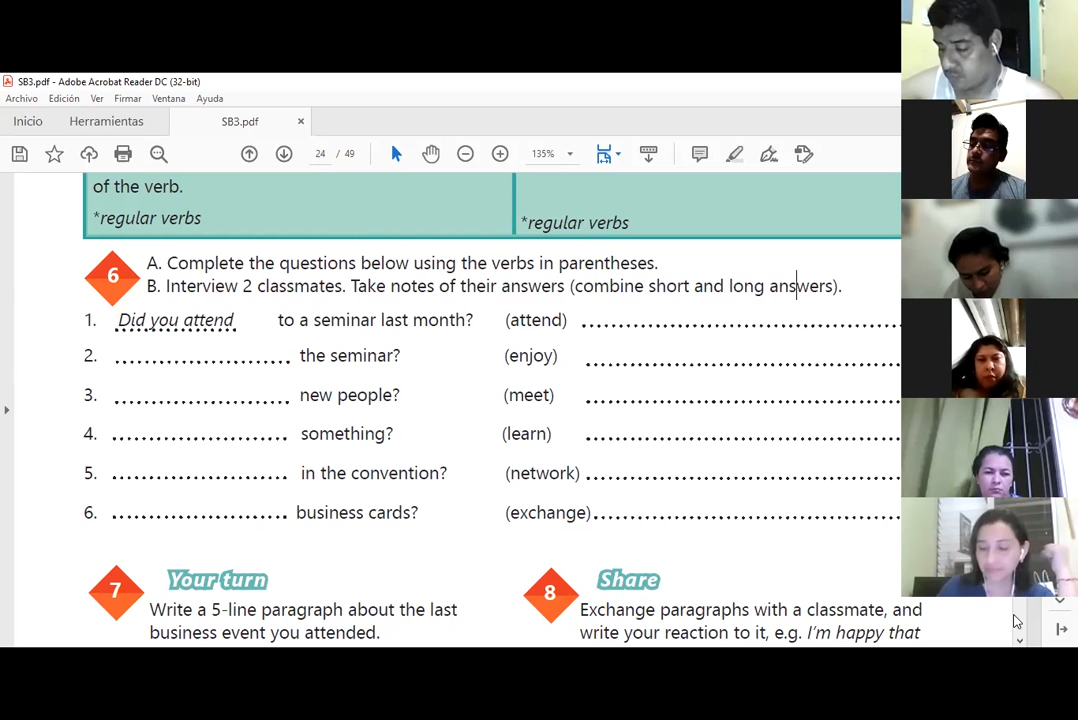 SB3.pdf - Adobe Acrobat Reader DC (32-bit)
Archivo Edición Ver Firmar Ventana Ayuda
Inicio Herramientas SB3.pdf ×
24 / 49 135%
of the verb.
*regular verbs *regular verbs
6 A. Complete the questions below using the verbs in parentheses.
B. Interview 2 classmates. Take notes of their answers (combine short and long answers).
1. Did you attend to a seminar last month? (attend)
2. the seminar? (enjoy)
3. new people? (meet)
4. something? (learn)
5. in the convention? (network)
6. business cards? (exchange)
7 Your turn
Write a 5-line paragraph about the last
business event you attended.
8 Share
Exchange paragraphs with a classmate, and
write your reaction to it, e.g. I'm happy that